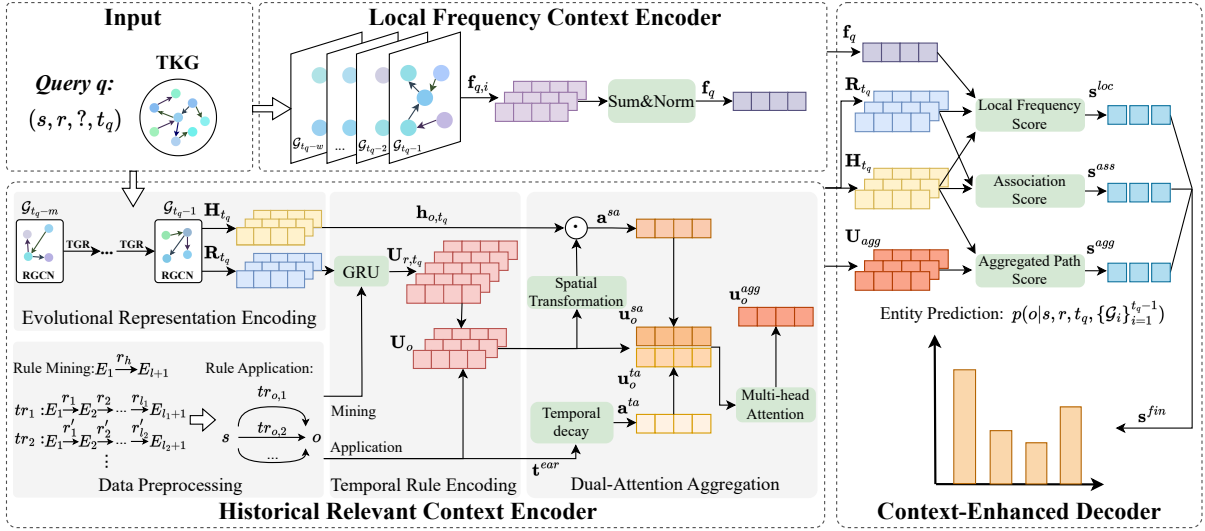 Input
Query q:
(s, r, ?, t_q)
TKG
Local Frequency Context Encoder
G_{t_q-w}
...
G_{t_q-2}
G_{t_q-1}
f_{q,i}
Sum&Norm
f_q
G_{t_q-m}
RGCN
TGR
...
TGR
G_{t_q-1}
RGCN
H_{t_q}
R_{t_q}
Evolutional Representation Encoding
Rule Mining: E_1 →^{r_h} E_{l+1}
tr_1 : E_1 →^{r_1} E_2 →^{r_2} ... →^{r_{l_1}} E_{l_1+1}
tr_2 : E_1 →^{r'_1} E_2 →^{r'_2} ... →^{r'_{l_2}} E_{l_2+1}
⋮
Rule Application:
tr_{o,1}
s tr_{o,2} o
...
Data Preprocessing
GRU
U_{r,t_q}
U_o
Mining
Application
Temporal Rule Encoding
h_{o,t_q}
a^{sa}
Spatial
Transformation
u_o^{sa}
u_o^{agg}
u_o^{ta}
Temporal
decay
a^{ta}
t^{ear}
Multi-head
Attention
Dual-Attention Aggregation
Historical Relevant Context Encoder
f_q
R_{t_q}
H_{t_q}
U_{agg}
Local Frequency
Score
s^{loc}
Association
Score
s^{ass}
Aggregated Path
Score
s^{agg}
Entity Prediction: p(o|s, r, t_q, {G_i}_{i=1}^{t_q-1})
s^{fin}
Context-Enhanced Decoder